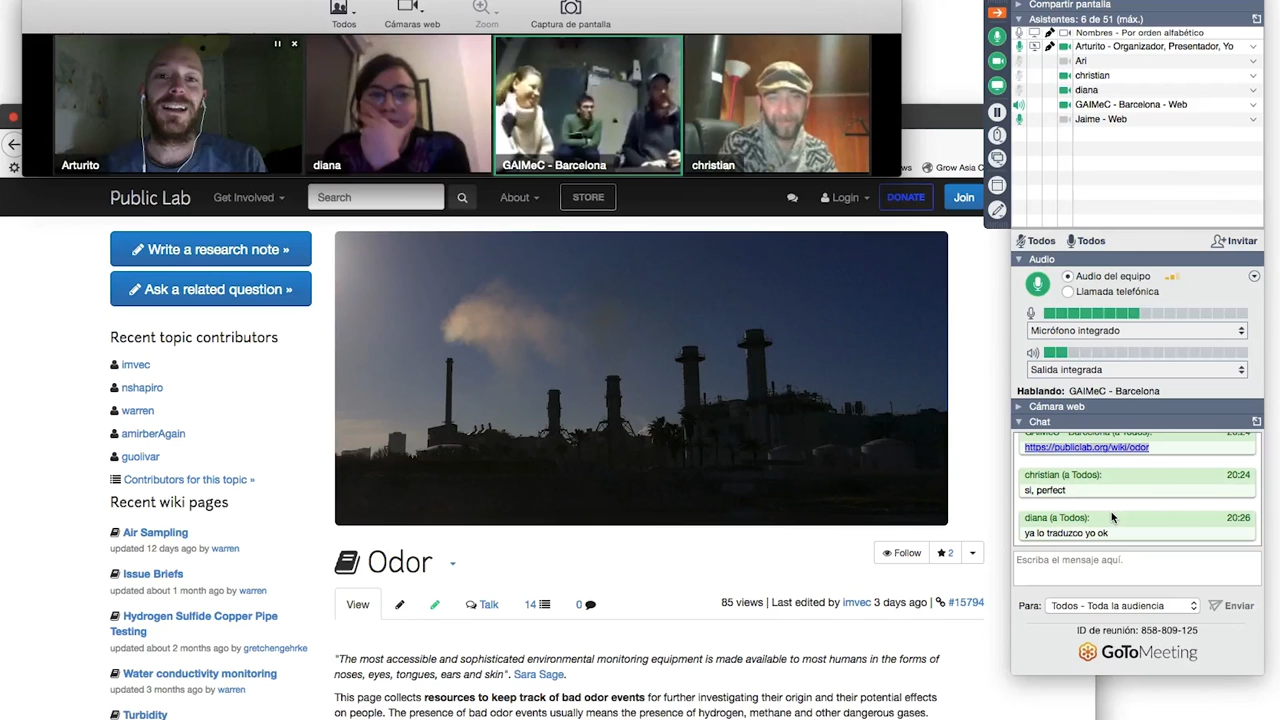 Todos
Cámaras web
Zoom
Captura de pantalla
Arturito
diana
GAIMeC - Barcelona
christian
Grow Asia C
Public Lab
Get Involved
Search
About
STORE
Login
DONATE
Join
Write a research note »
Ask a related question »
Recent topic contributors
imvec
nshapiro
warren
amirberAgain
guolivar
Contributors for this topic »
Recent wiki pages
Air Sampling
updated 12 days ago by warren
Issue Briefs
updated about 1 month ago by warren
Hydrogen Sulfide Copper Pipe
Testing
updated about 2 months ago by gretchengehrke
Water conductivity monitoring
updated 3 months ago by warren
Turbidity
Odor
Follow
2
View
Talk
14
0
85 views | Last edited by imvec 3 days ago | #15794
"The most accessible and sophisticated environmental monitoring equipment is made available to most humans in the forms of
noses, eyes, tongues, ears and skin". Sara Sage.
This page collects resources to keep track of bad odor events for further investigating their origin and their potential effects
on people. The presence of bad odor events usually means the presence of hydrogen, methane and other dangerous gases.
Compartir pantalla
Asistentes: 6 de 51 (máx.)
Nombres - Por orden alfabético
Arturito - Organizador, Presentador, Yo
Ari
christian
diana
GAIMeC - Barcelona - Web
Jaime - Web
Todos
Todos
Invitar
Audio
Audio del equipo
Llamada telefónica
Micrófono integrado
Salida integrada
Hablando: GAIMeC - Barcelona
Cámara web
Chat
GAIMeC - Barcelona (a Todos): 20:24
https://publiclab.org/wiki/odor
christian (a Todos): 20:24
si, perfect
diana (a Todos): 20:26
ya lo traduzco yo ok
Escriba el mensaje aquí.
Para: Todos - Toda la audiencia
Enviar
ID de reunión: 858-809-125
GoToMeeting